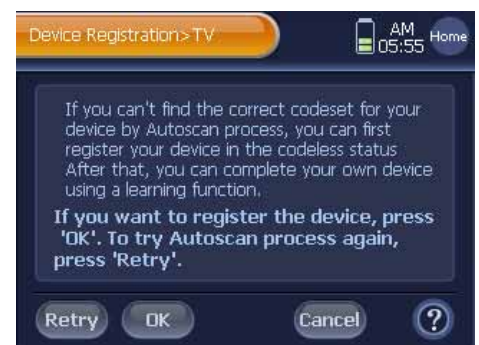 Device Registration>TV
AM
05:55
Home
If you can't find the correct codeset for your
device by Autoscan process, you can first
register your device in the codeless status
After that, you can complete your own device
using a learning function.
If you want to register the device, press
'OK'. To try Autoscan process again,
press 'Retry'.
Retry
OK
Cancel
?